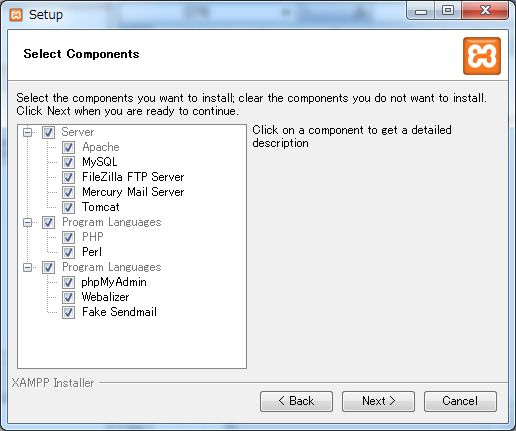 Setup
Select Components
Select the components you want to install; clear the components you do not want to install.
Click Next when you are ready to continue.
Server
Apache
MySQL
FileZilla FTP Server
Mercury Mail Server
Tomcat
Program Languages
PHP
Perl
Program Languages
phpMyAdmin
Webalizer
Fake Sendmail
Click on a component to get a detailed
description
XAMPP Installer
< Back
Next >
Cancel